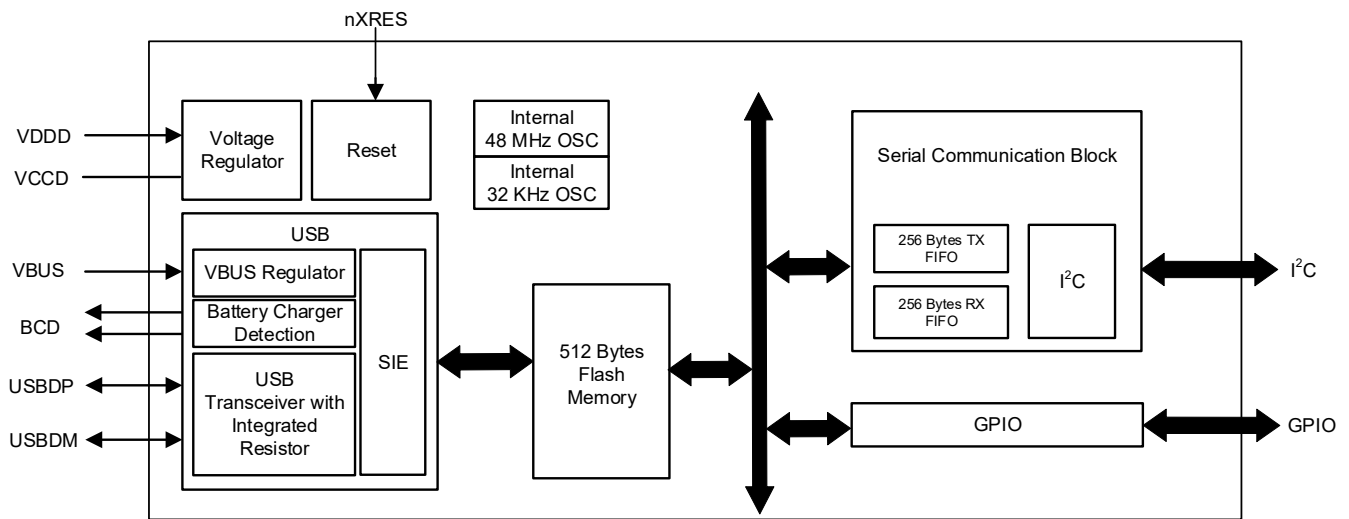 nXRES
VDDD
VCCD
Voltage
Regulator
Reset
Internal
48 MHz OSC
Internal
32 KHz OSC
Serial Communication Block
256 Bytes TX
FIFO
256 Bytes RX
FIFO
I²C
I²C
USB
VBUS
VBUS Regulator
BCD
Battery Charger
Detection
SIE
USBDP
USBDM
USB
Transceiver with
Integrated
Resistor
512 Bytes
Flash
Memory
GPIO
GPIO